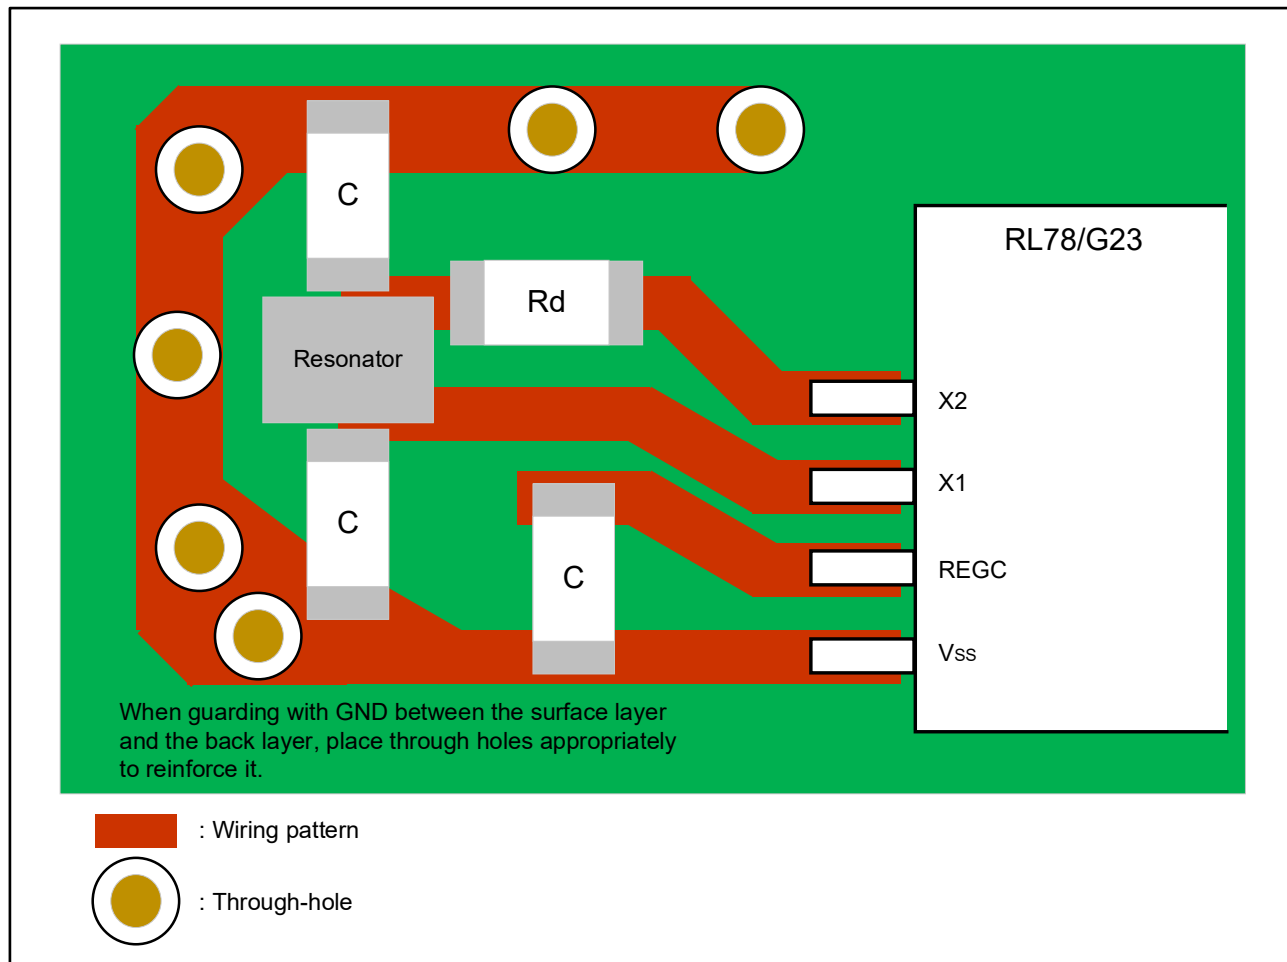 C
RL78/G23
Rd
Resonator
X2
X1
C
C
REGC
Vss
When guarding with GND between the surface layer
and the back layer, place through holes appropriately
to reinforce it.
: Wiring pattern
: Through-hole